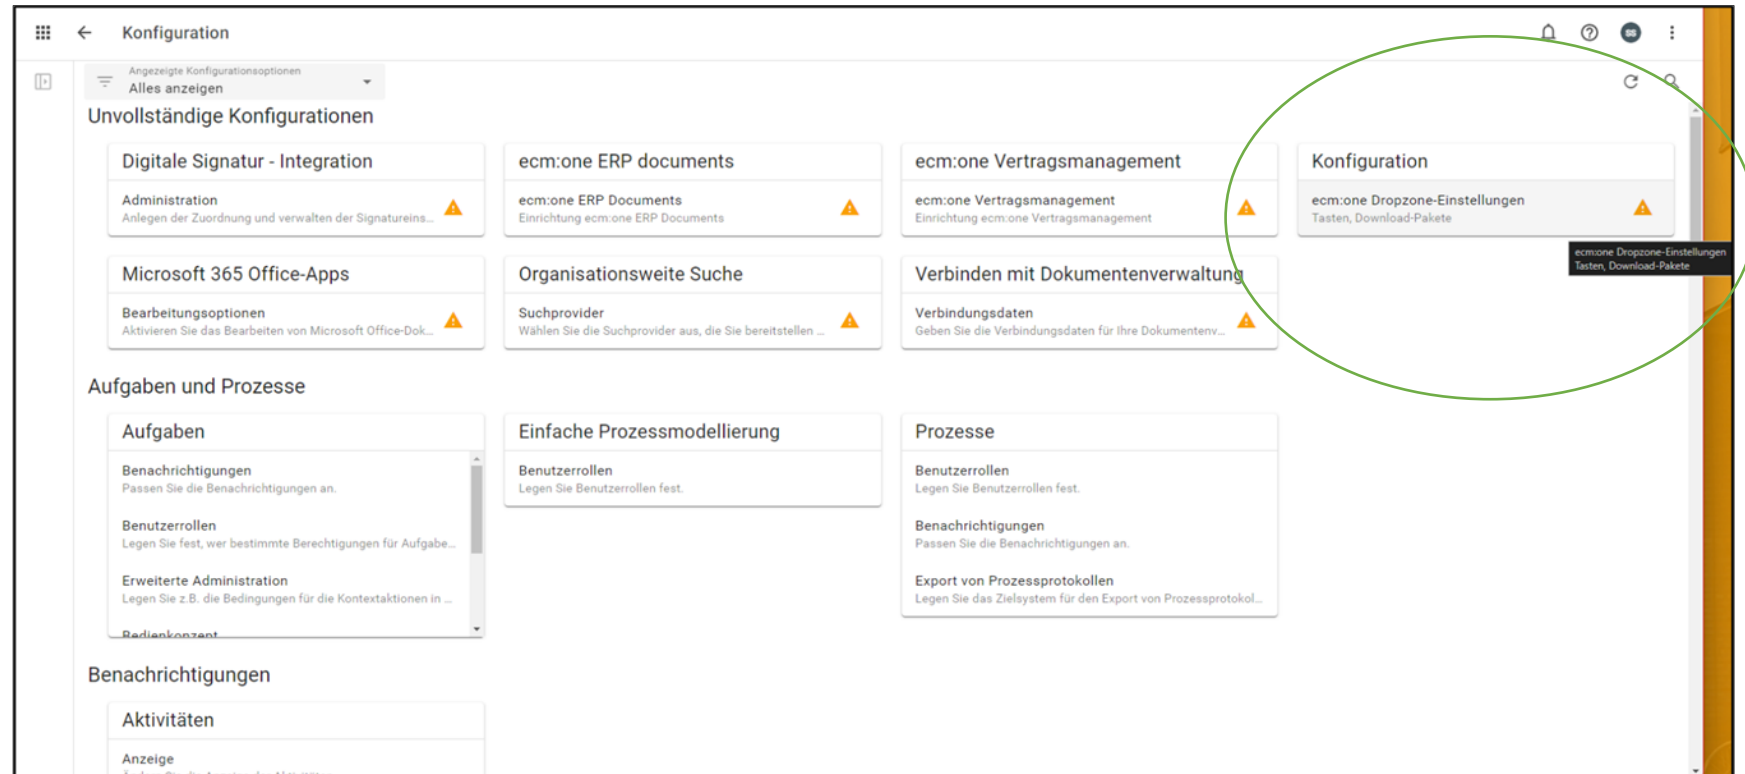 Konfiguration
SS
Angezeigte Konfigurationsoptionen
Alles anzeigen
Unvollständige Konfigurationen
Digitale Signatur - Integration
Administration
Anlegen der Zuordnung und verwalten der Signatureins...
ecm:one ERP documents
ecm:one ERP Documents
Einrichtung ecm:one ERP Documents
ecm:one Vertragsmanagement
ecm:one Vertragsmanagement
Einrichtung ecm:one Vertragsmanagement
Konfiguration
ecm:one Dropzone-Einstellungen
Tasten, Download-Pakete
ecm:one Dropzone-Einstellungen
Tasten, Download-Pakete
Microsoft 365 Office-Apps
Bearbeitungsoptionen
Aktivieren Sie das Bearbeiten von Microsoft Office-Dok...
Organisationsweite Suche
Suchprovider
Wählen Sie die Suchprovider aus, die Sie bereitstellen ...
Verbinden mit Dokumentenverwaltung
Verbindungsdaten
Geben Sie die Verbindungsdaten für Ihre Dokumentenv...
Aufgaben und Prozesse
Aufgaben
Benachrichtigungen
Passen Sie die Benachrichtigungen an.
Benutzerrollen
Legen Sie fest, wer bestimmte Berechtigungen für Aufgabe...
Erweiterte Administration
Legen Sie z.B. die Bedingungen für die Kontextaktionen in ...
Bedienkonzept
Einfache Prozessmodellierung
Benutzerrollen
Legen Sie Benutzerrollen fest.
Prozesse
Benutzerrollen
Legen Sie Benutzerrollen fest.
Benachrichtigungen
Passen Sie die Benachrichtigungen an.
Export von Prozessprotokollen
Legen Sie das Zielsystem für den Export von Prozessprotokol...
Benachrichtigungen
Aktivitäten
Anzeige